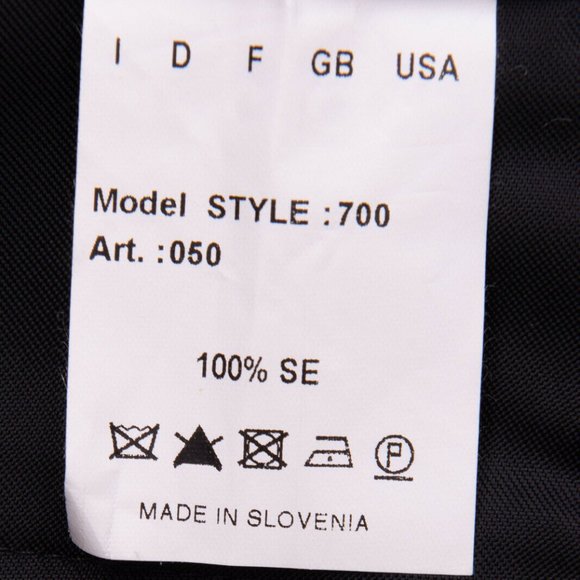 I D F GB USA
Model STYLE :700
Art. :050
100% SE
P
MADE IN SLOVENIA